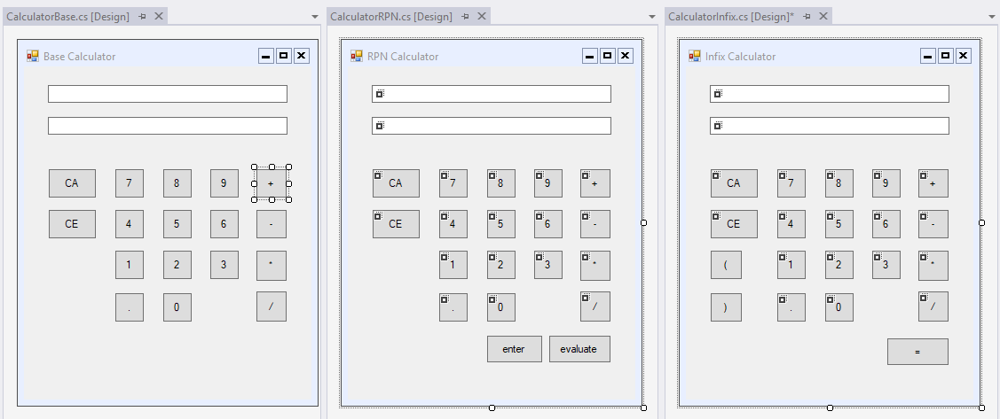 CalculatorBase.cs [Design]
Base Calculator
CA 7 8 9 +
CE 4 5 6 -
1 2 3 *
. 0 /
CalculatorRPN.cs [Design]
RPN Calculator
CA 7 8 9 +
CE 4 5 6 -
1 2 3 *
. 0 /
enter evaluate
CalculatorInfix.cs [Design]*
Infix Calculator
CA 7 8 9 +
CE 4 5 6 -
( 1 2 3 *
) . 0 /
=